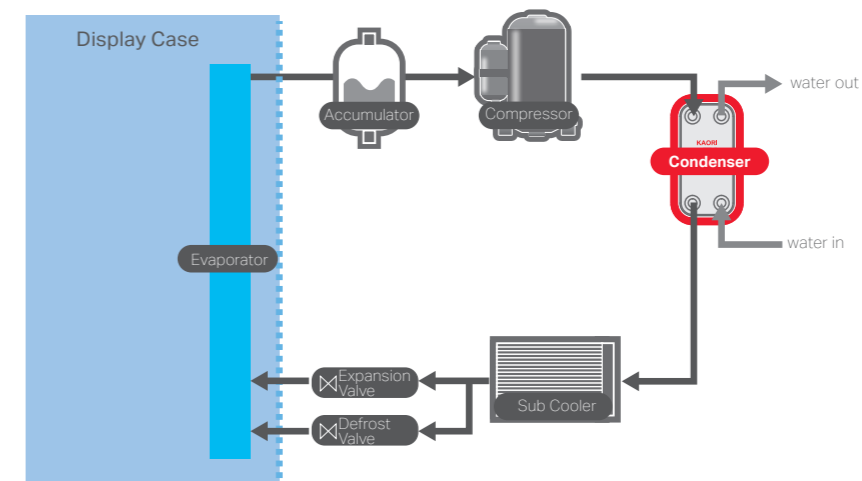 Display Case
water out
Accumulator
Compressor
KAORI
Condenser
water in
Evaporator
Expansion
Valve
Sub Cooler
Defrost
Valve